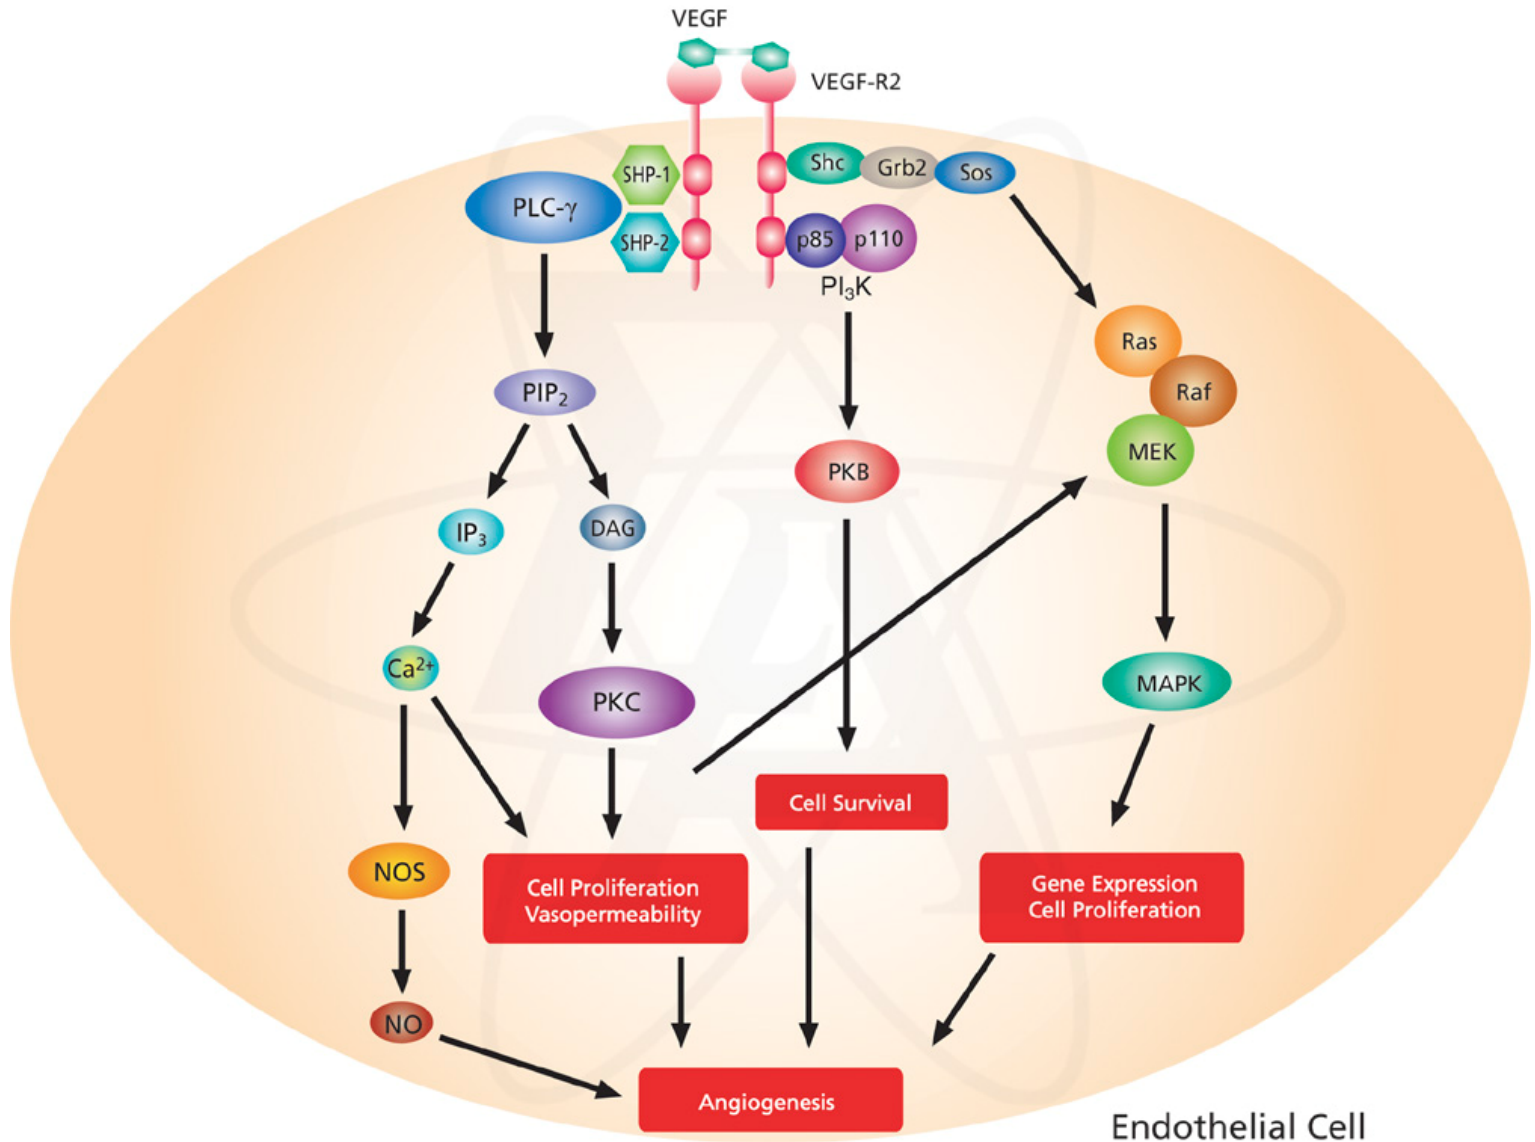 VEGF
VEGF-R2
SHP-1
Shc
Grb2
Sos
PLC-γ
SHP-2
p85
p110
PI₃K
Ras
Raf
PIP₂
MEK
PKB
IP₃
DAG
Ca²⁺
PKC
MAPK
Cell Survival
NOS
Cell Proliferation
Vasopermeability
Gene Expression
Cell Proliferation
NO
Angiogenesis
Endothelial Cell